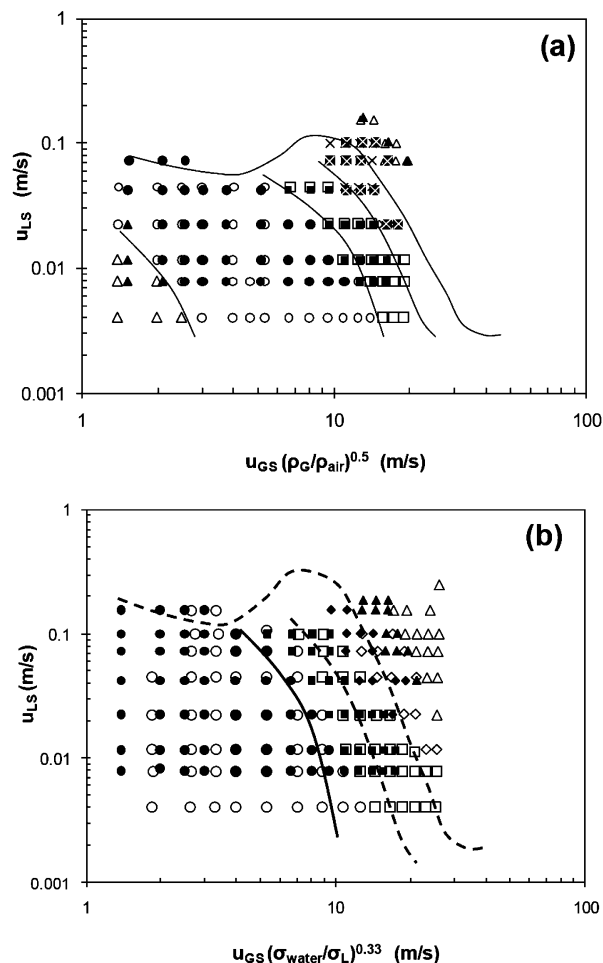 (a)
1
0.1
0.01
0.001
u_LS (m/s)
1 10 100
u_GS (ρ_G/ρ_air)^0.5 (m/s)
(b)
1
0.1
0.01
0.001
u_LS (m/s)
1 10 100
u_GS (σ_water/σ_L)^0.33 (m/s)